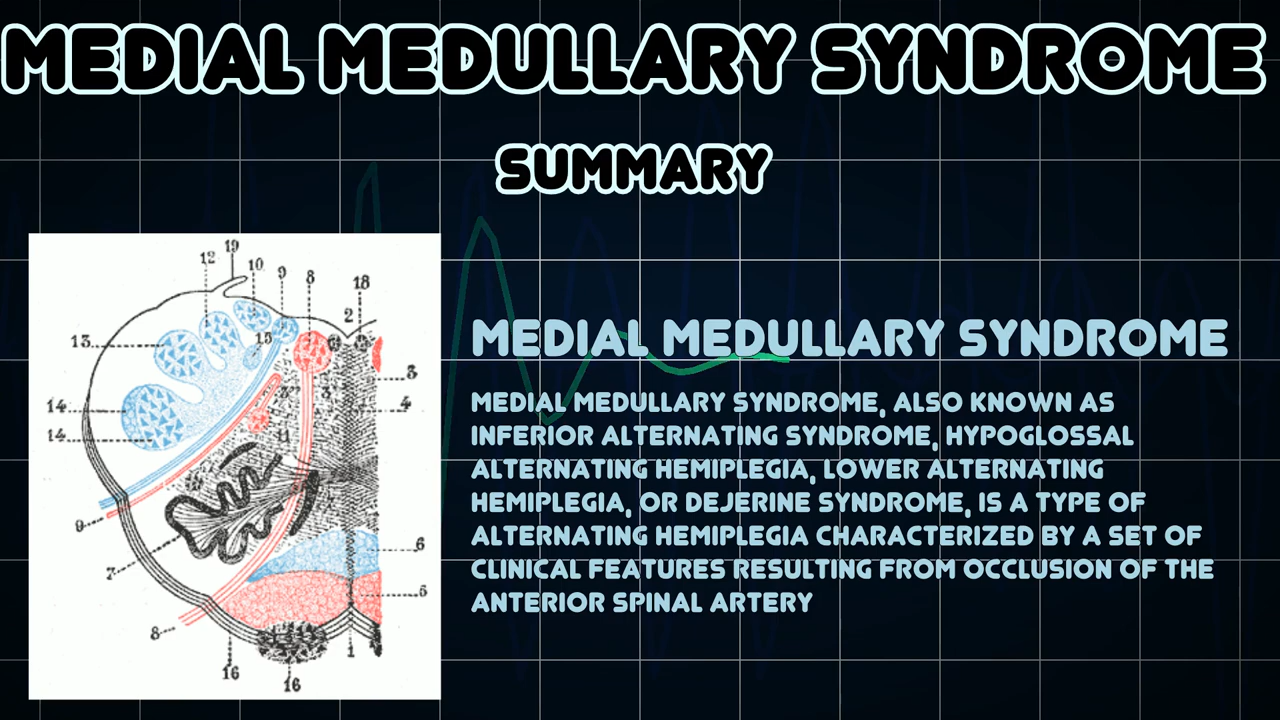 MEDIAL MEDULLARY SYNDROME
SUMMARY
19
12
10
9
8
18
2
13
15
3
14
4
14
11
9
6
7
5
8
16
1
16
MEDIAL MEDULLARY SYNDROME
MEDIAL MEDULLARY SYNDROME, ALSO KNOWN AS
INFERIOR ALTERNATING SYNDROME, HYPOGLOSSAL
ALTERNATING HEMIPLEGIA, LOWER ALTERNATING
HEMIPLEGIA, OR DEJERINE SYNDROME, IS A TYPE OF
ALTERNATING HEMIPLEGIA CHARACTERIZED BY A SET OF
CLINICAL FEATURES RESULTING FROM OCCLUSION OF THE
ANTERIOR SPINAL ARTERY